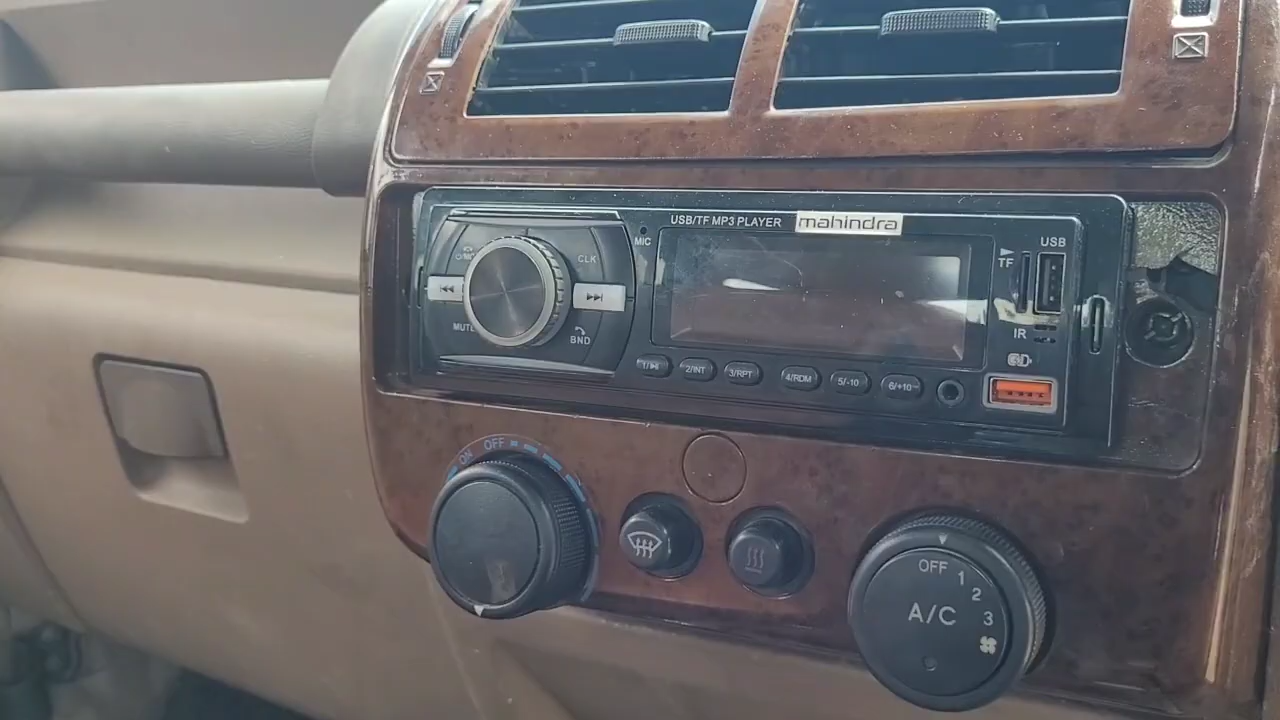 USB/TF MP3 PLAYER mahindra
MIC
USB
TF
CLK
MUTE
BND
IR
1/⏯
2/INT
3/RPT
4/RDM
5/-10
6/+10
ON OFF
OFF 1 2 3
A/C